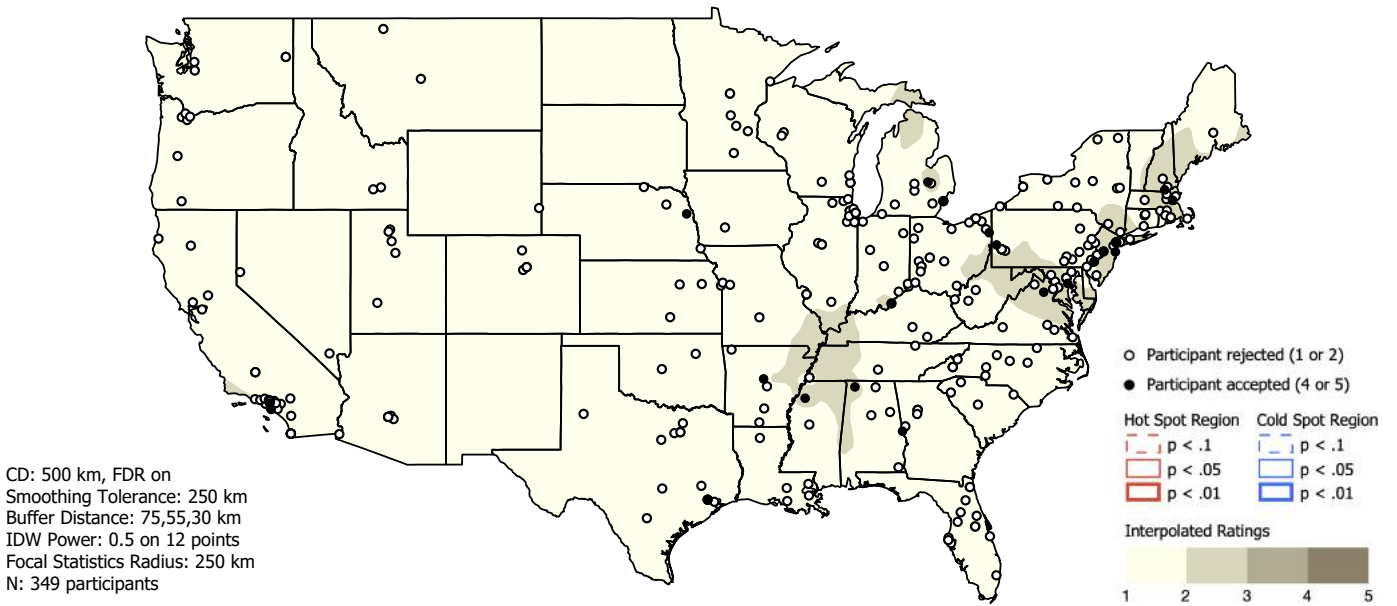 CD: 500 km, FDR on
Smoothing Tolerance: 250 km
Buffer Distance: 75,55,30 km
IDW Power: 0.5 on 12 points
Focal Statistics Radius: 250 km
N: 349 participants
Participant rejected (1 or 2)
Participant accepted (4 or 5)
Hot Spot Region Cold Spot Region
p < .1 p < .1
p < .05 p < .05
p < .01 p < .01
Interpolated Ratings
1 2 3 4 5